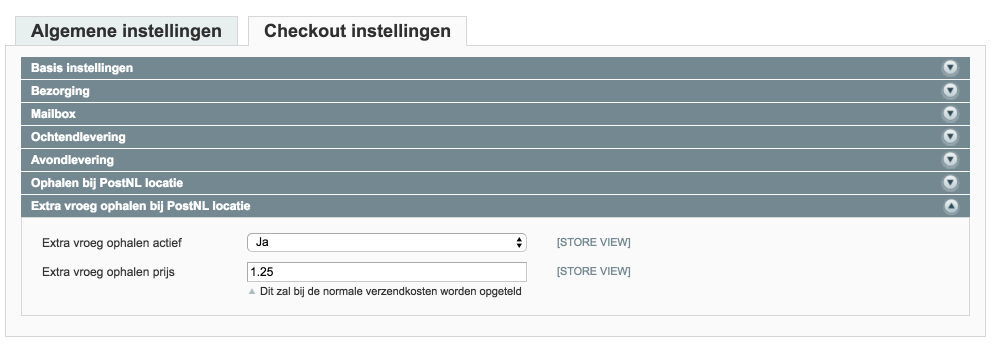 Algemene instellingen Checkout instellingen
Basis instellingen
Bezorging
Mailbox
Ochtendlevering
Avondlevering
Ophalen bij PostNL locatie
Extra vroeg ophalen bij PostNL locatie
Extra vroeg ophalen actief Ja [STORE VIEW]
Extra vroeg ophalen prijs 1.25 [STORE VIEW]
Dit zal bij de normale verzendkosten worden opgeteld